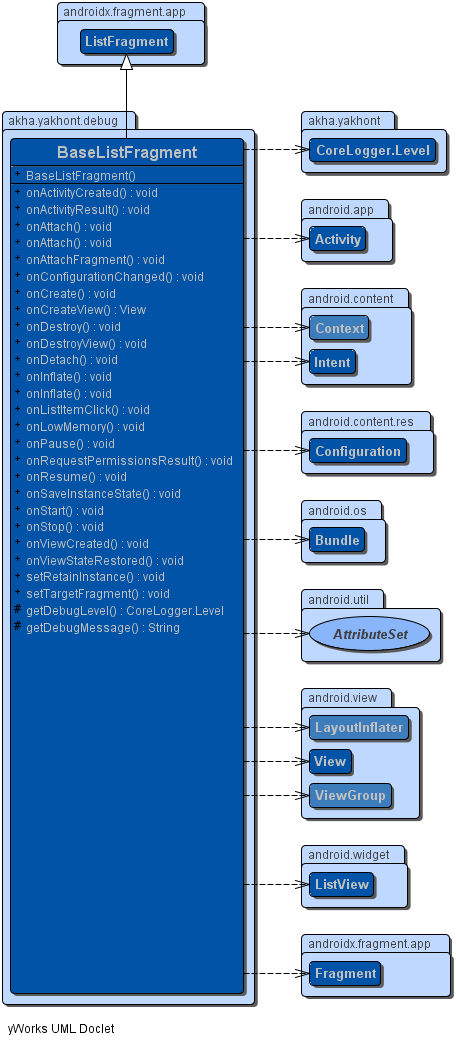 androidx.fragment.app
ListFragment
akha.yakhont.debug
BaseListFragment
+ BaseListFragment()
+ onActivityCreated() : void
+ onActivityResult() : void
+ onAttach() : void
+ onAttach() : void
+ onAttachFragment() : void
+ onConfigurationChanged() : void
+ onCreate() : void
+ onCreateView() : View
+ onDestroy() : void
+ onDestroyView() : void
+ onDetach() : void
+ onInflate() : void
+ onInflate() : void
+ onListItemClick() : void
+ onLowMemory() : void
+ onPause() : void
+ onRequestPermissionsResult() : void
+ onResume() : void
+ onSaveInstanceState() : void
+ onStart() : void
+ onStop() : void
+ onViewCreated() : void
+ onViewStateRestored() : void
+ setRetainInstance() : void
+ setTargetFragment() : void
# getDebugLevel() : CoreLogger.Level
# getDebugMessage() : String
akha.yakhont
CoreLogger.Level
android.app
Activity
android.content
Context
Intent
android.content.res
Configuration
android.os
Bundle
android.util
AttributeSet
android.view
LayoutInflater
View
ViewGroup
android.widget
ListView
androidx.fragment.app
Fragment
yWorks UML Doclet